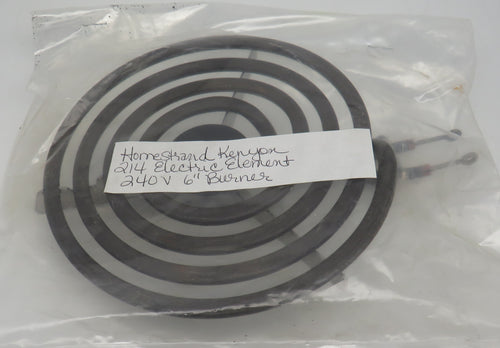 Homestrand Kenyon
214 Electric Element
240V 6" Burner